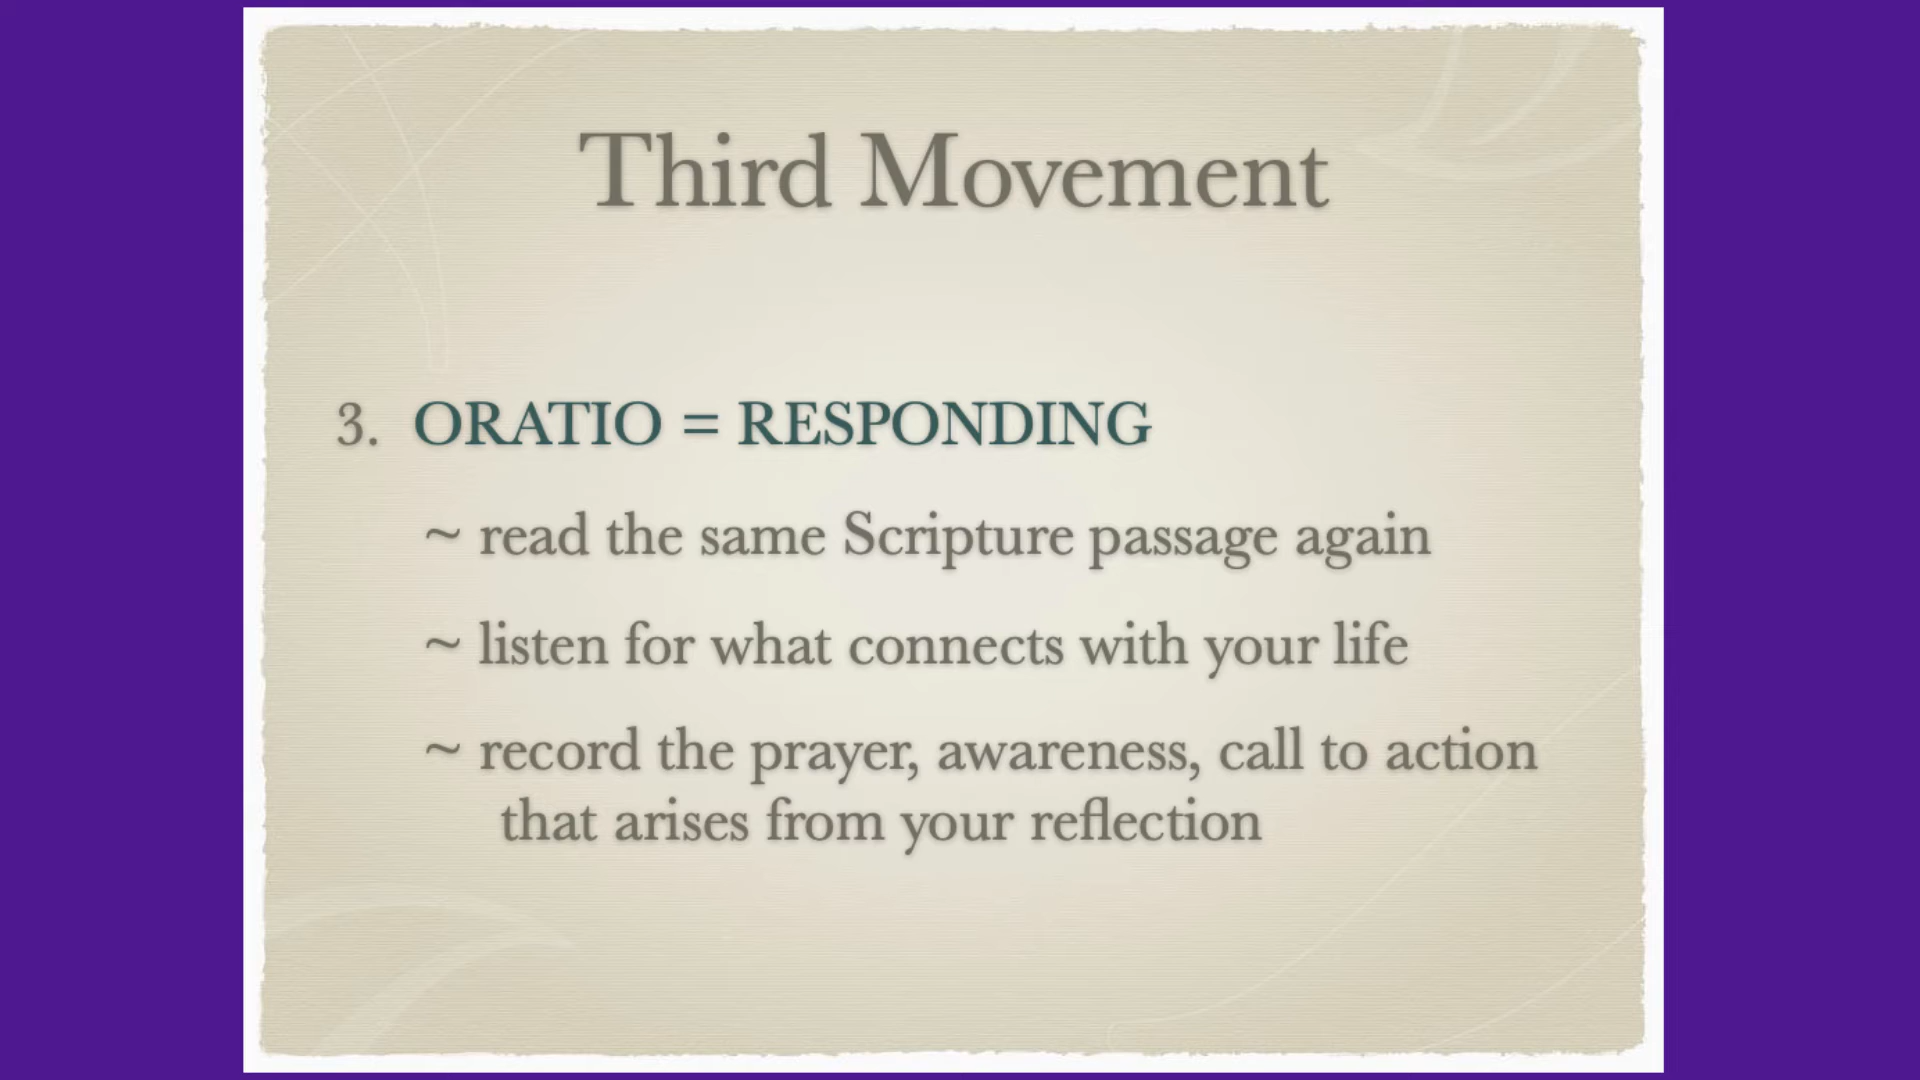 Third Movement
3. ORATIO = RESPONDING
~ read the same Scripture passage again
~ listen for what connects with your life
~ record the prayer, awareness, call to action
that arises from your reflection